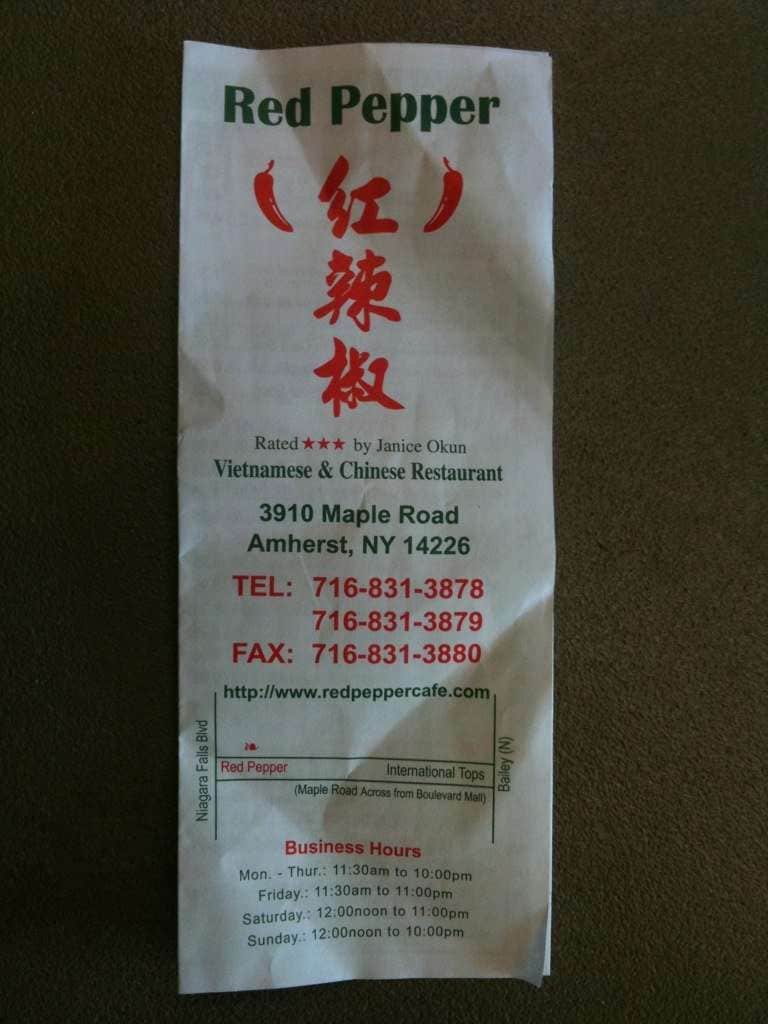 Red Pepper
红
辣
椒
Rated ★★★ by Janice Okun
Vietnamese & Chinese Restaurant
3910 Maple Road
Amherst, NY 14226
TEL: 716-831-3878
716-831-3879
FAX: 716-831-3880
http://www.redpeppercafe.com
Niagara Falls Blvd
Red Pepper
International Tops
Bailey (N)
(Maple Road Across from Boulevard Mall)
Business Hours
Mon. - Thur.: 11:30am to 10:00pm
Friday.: 11:30am to 11:00pm
Saturday.: 12:00noon to 11:00pm
Sunday.: 12:00noon to 10:00pm